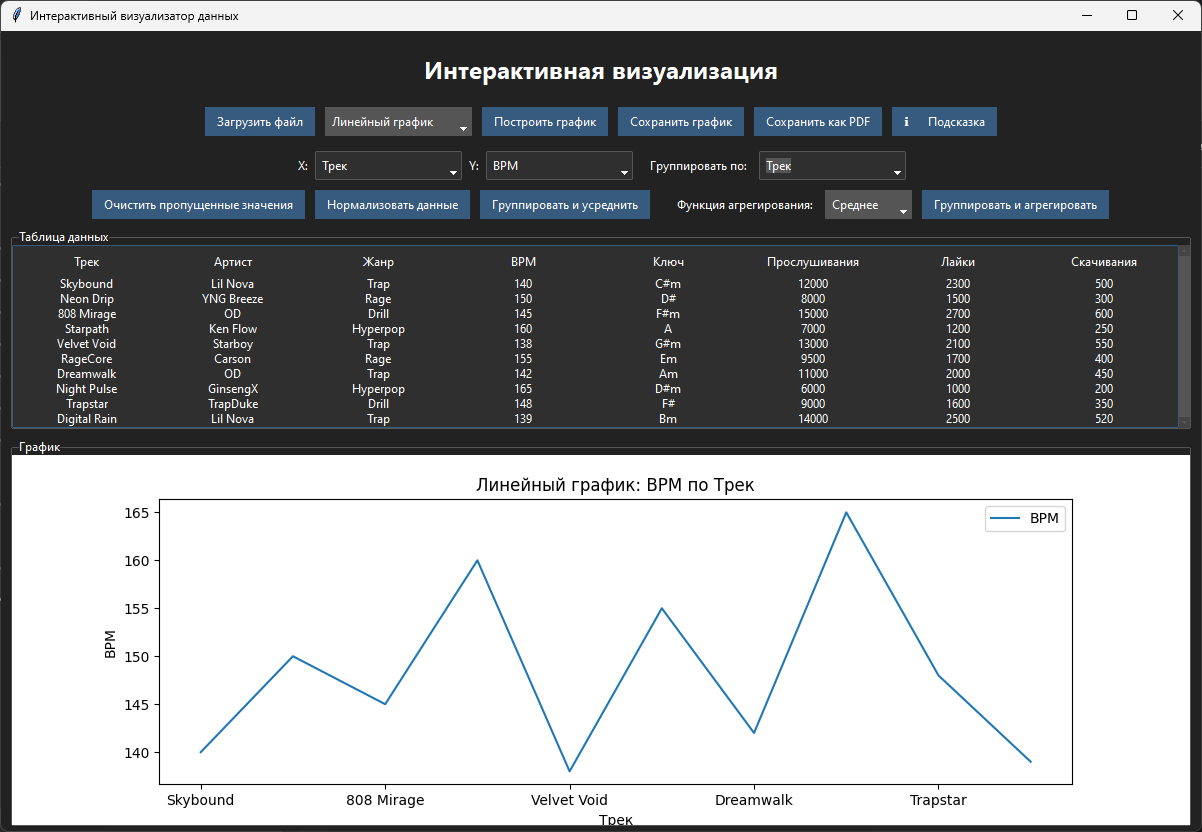 Интерактивный визуализатор данных
Интерактивная визуализация
Загрузить файл Линейный график Построить график Сохранить график Сохранить как PDF i Подсказка
X: Трек Y: BPM Группировать по: Трек
Очистить пропущенные значения Нормализовать данные Группировать и усреднить Функция агрегирования: Среднее Группировать и агрегировать
Таблица данных
Трек Артист Жанр BPM Ключ Прослушивания Лайки Скачивания
Skybound Lil Nova Trap 140 C#m 12000 2300 500
Neon Drip YNG Breeze Rage 150 D# 8000 1500 300
808 Mirage OD Drill 145 F#m 15000 2700 600
Starpath Ken Flow Hyperpop 160 A 7000 1200 250
Velvet Void Starboy Trap 138 G#m 13000 2100 550
RageCore Carson Rage 155 Em 9500 1700 400
Dreamwalk OD Trap 142 Am 11000 2000 450
Night Pulse GinsengX Hyperpop 165 D#m 6000 1000 200
Trapstar TrapDuke Drill 148 F# 9000 1600 350
Digital Rain Lil Nova Trap 139 Bm 14000 2500 520
График
Линейный график: BPM по Трек
BPM
165
160
155
150
145
140
BPM
Skybound 808 Mirage Velvet Void Dreamwalk Trapstar
Трек